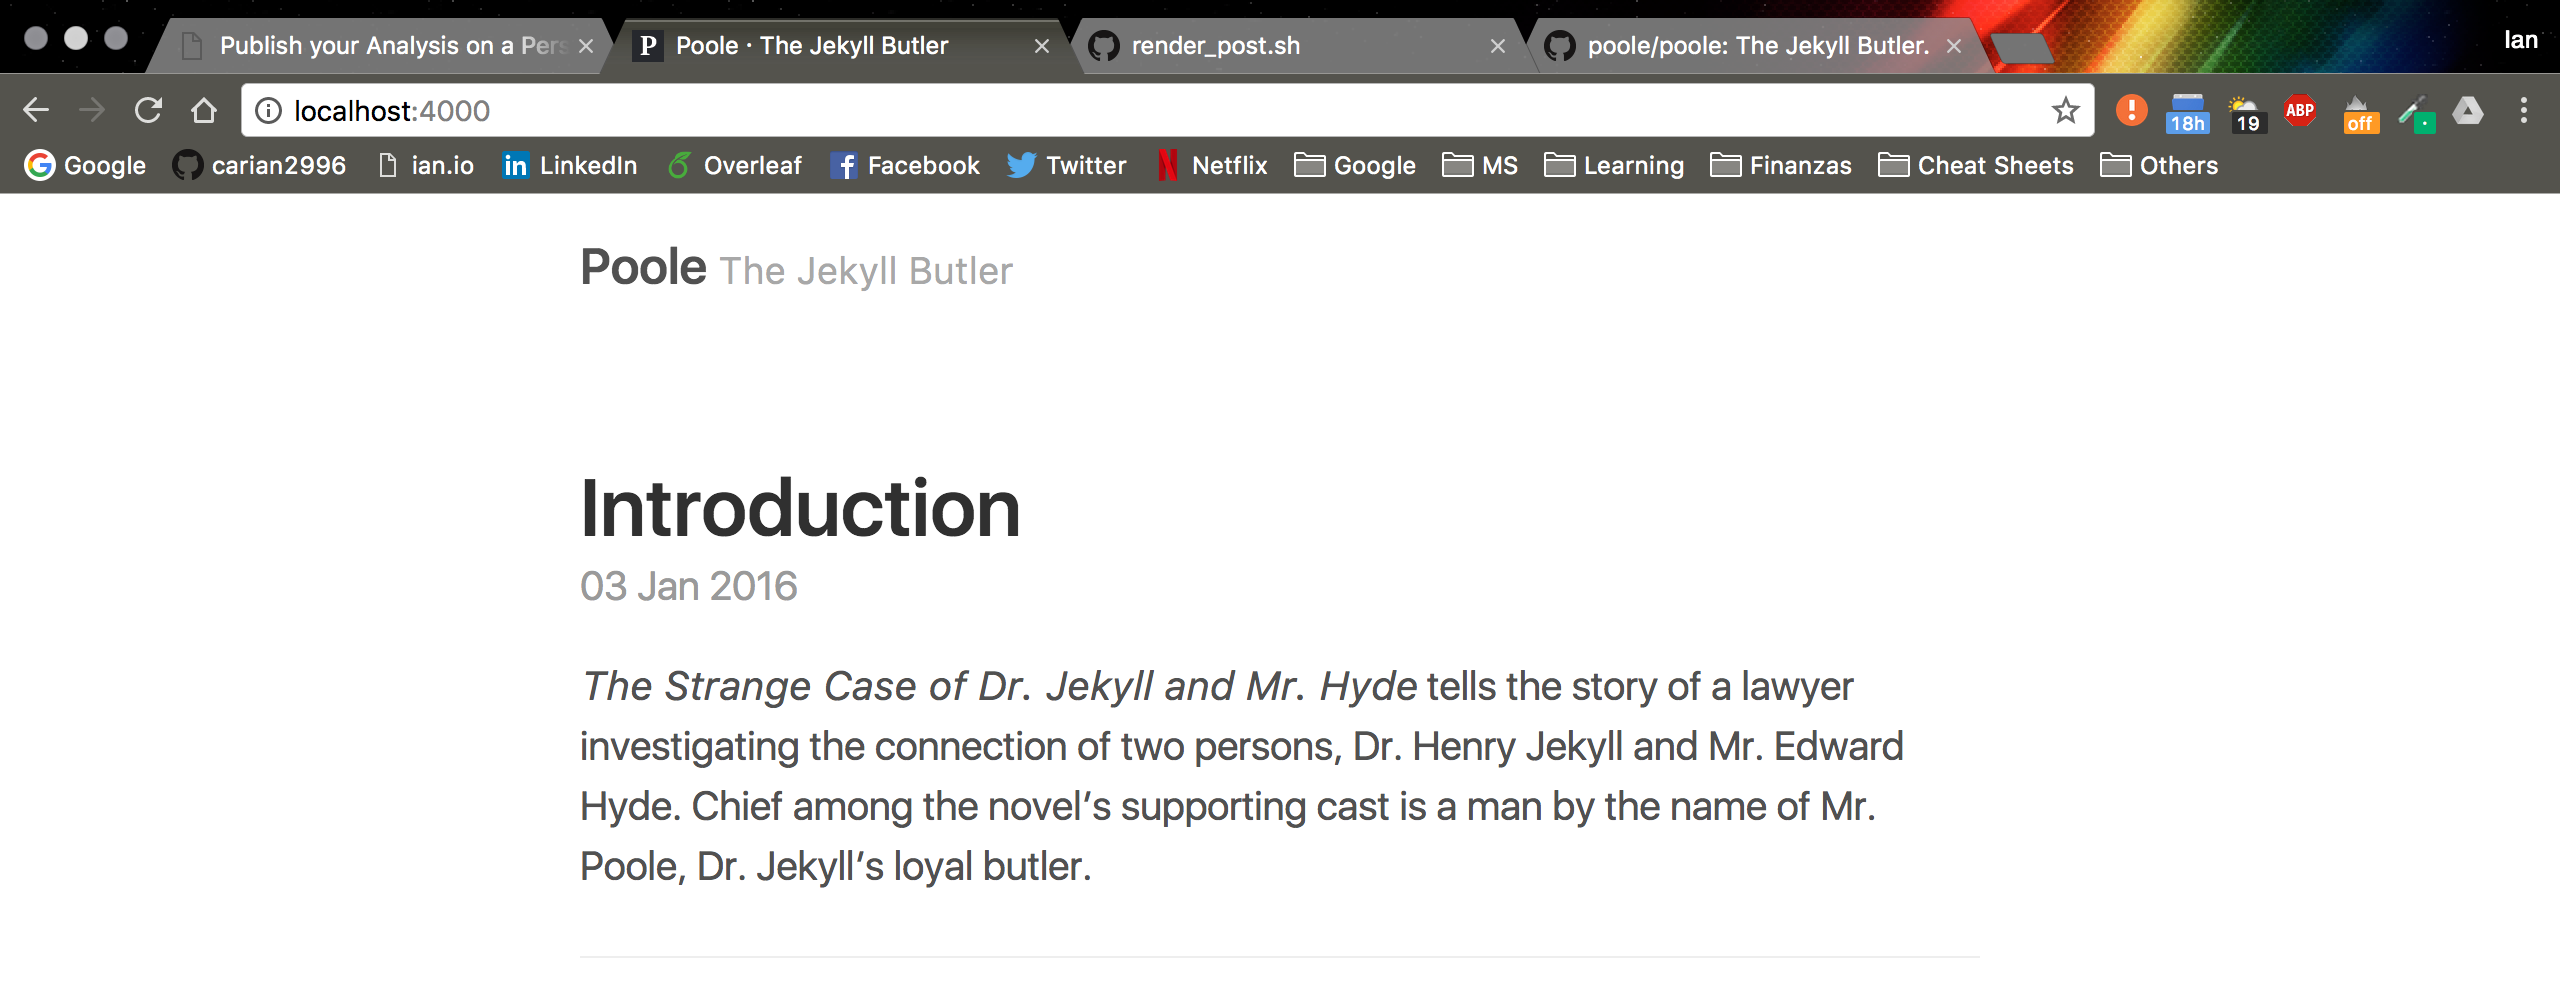 Publish your Analysis on a Pers
P Poole · The Jekyll Butler
render_post.sh
poole/poole: The Jekyll Butler.
Ian
localhost:4000
18h 19 ABP off
Google carian2996 ian.io LinkedIn Overleaf Facebook Twitter Netflix Google MS Learning Finanzas Cheat Sheets Others
Poole The Jekyll Butler
Introduction
03 Jan 2016
The Strange Case of Dr. Jekyll and Mr. Hyde tells the story of a lawyer
investigating the connection of two persons, Dr. Henry Jekyll and Mr. Edward
Hyde. Chief among the novel's supporting cast is a man by the name of Mr.
Poole, Dr. Jekyll's loyal butler.